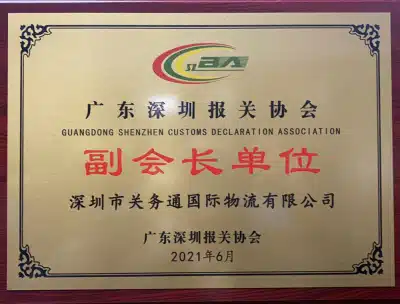 SZBA
广东深圳报关协会
GUANGDONG SHENZHEN CUSTOMS DECLARATION ASSOCIATION
副会长单位
深圳市关务通国际物流有限公司
广东深圳报关协会
2021年6月